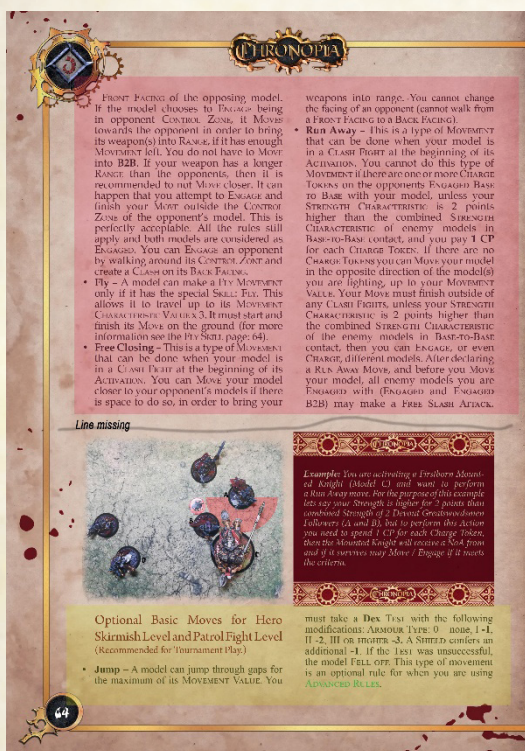 CHRONOPIA
FRONT FACING of the opposing model.
If the model chooses to ENGAGE being
in opponent CONTROL ZONE, it MOVES
towards the opponent in order to bring
its weapon(s) into RANGE, if it has enough
MOVEMENT left. You do not have to MOVE
into B2B. If your weapon has a longer
RANGE than the opponents, then it is
recommended to not MOVE closer. It can
happen that you attempt to ENGAGE and
finish your MOVE outside the CONTROL
ZONE of the opponent's model. This is
perfectly acceptable. All the rules still
apply and both models are considered as
ENGAGED. You can ENGAGE an opponent
by walking around its CONTROL ZONE and
create a CLASH on its BACK FACING.
• Fly – A model can make a FLY MOVEMENT
only if it has the special SKILL: FLY. This
allows it to travel up to its MOVEMENT
CHARACTERISTIC VALUE x 3. It must start and
finish its MOVE on the ground (for more
information see the FLY SKILL page: 64).
• Free Closing – This is a type of MOVEMENT
that can be done when your model is
in a CLASH FIGHT at the beginning of its
ACTIVATION. You can MOVE your model
closer to your opponent's models if there
is space to do so, in order to bring your
weapons into range. You cannot change
the facing of an opponent (cannot walk from
a FRONT FACING to a BACK FACING).
• Run Away – This is a type of MOVEMENT
that can be done when your model is
in a CLASH FIGHT at the beginning of its
ACTIVATION. You cannot do this type of
MOVEMENT if there are one or more CHARGE
TOKENS on the opponents ENGAGED BASE
TO BASE with your model, unless your
STRENGTH CHARACTERISTIC is 2 points
higher than the combined STRENGTH
CHARACTERISTIC of enemy models in
BASE-TO-BASE contact, and you pay 1 CP
for each CHARGE TOKEN. If there are no
CHARGE TOKENS you can MOVE your model
in the opposite direction of the model(s)
you are fighting, up to your MOVEMENT
VALUE. Your MOVE must finish outside of
any CLASH FIGHTS, unless your STRENGTH
CHARACTERISTIC is 2 points higher than
the combined STRENGTH CHARACTERISTIC
of the enemy models in BASE-TO-BASE
contact, then you can ENGAGE, or even
CHARGE, different models. After declaring
a RUN AWAY MOVE, and before you MOVE
your model, all enemy models you are
ENGAGED with (ENGAGED and ENGAGED
B2B) may make a FREE SLASH ATTACK.
Line missing
CHRONOPIA
Example: You are activating a Firstborn Mount-
ed Knight (Model C) and want to perform
a Run Away move. For the purpose of this example
lets say your Strength is higher for 2 points than
combined Strength of 2 Devout
Followers (A and B), but to perform this Action
you need to spend 1 CP for each Charge Token,
then the Mounted Knight will receive a NoA from
and if it survives may Move / Engage if it meets
the criteria.
CHRONOPIA
Optional Basic Moves for Hero
Skirmish Level and Patrol Fight Level
(Recommended for Tournament Play.)
• Jump – A model can jump through gaps for
the maximum of its MOVEMENT VALUE. You
must take a Dex TEST with the following
modifications: ARMOUR TYPE: 0 none, I -1,
II -2, III OR HIGHER -3. A SHIELD confers an
additional -1. If the TEST was unsuccessful,
the model FELL OFF. This type of movement
is an optional rule for when you are using
ADVANCED RULES.
64